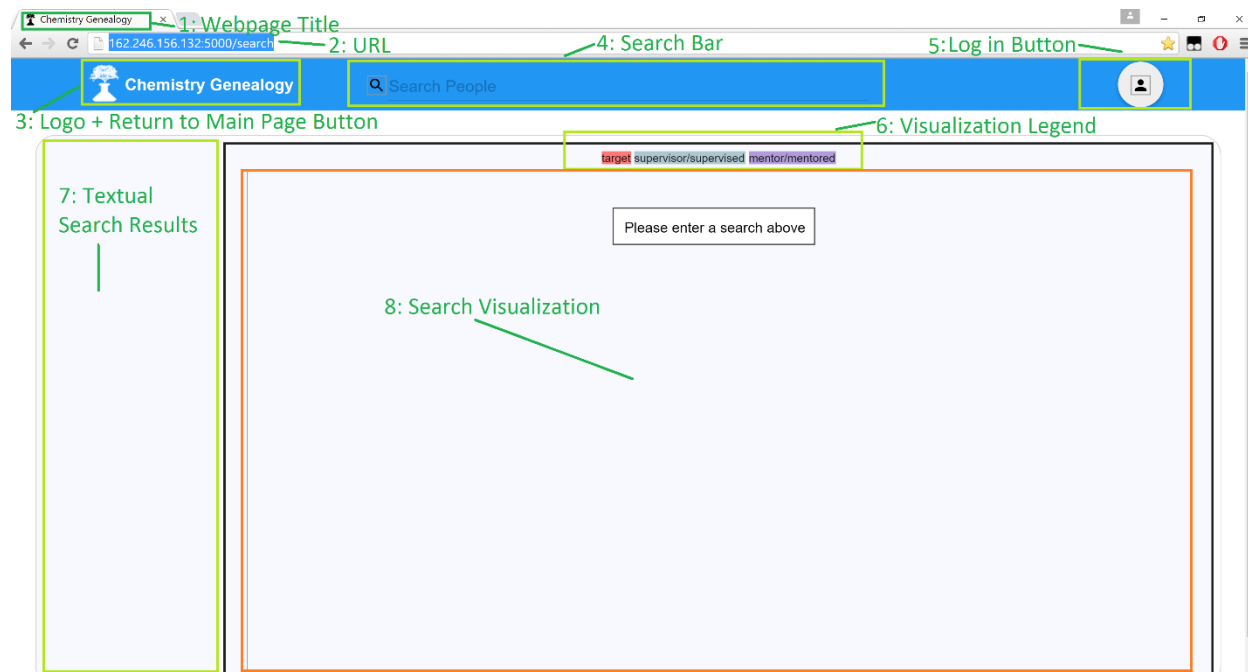 Chemistry Genealogy
1: Webpage Title
162.246.156.132:5000/search
2: URL
4: Search Bar
5:Log in Button
Chemistry Genealogy
Search People
3: Logo + Return to Main Page Button
6: Visualization Legend
target supervisor/supervised mentor/mentored
7: Textual
Search Results
Please enter a search above
8: Search Visualization